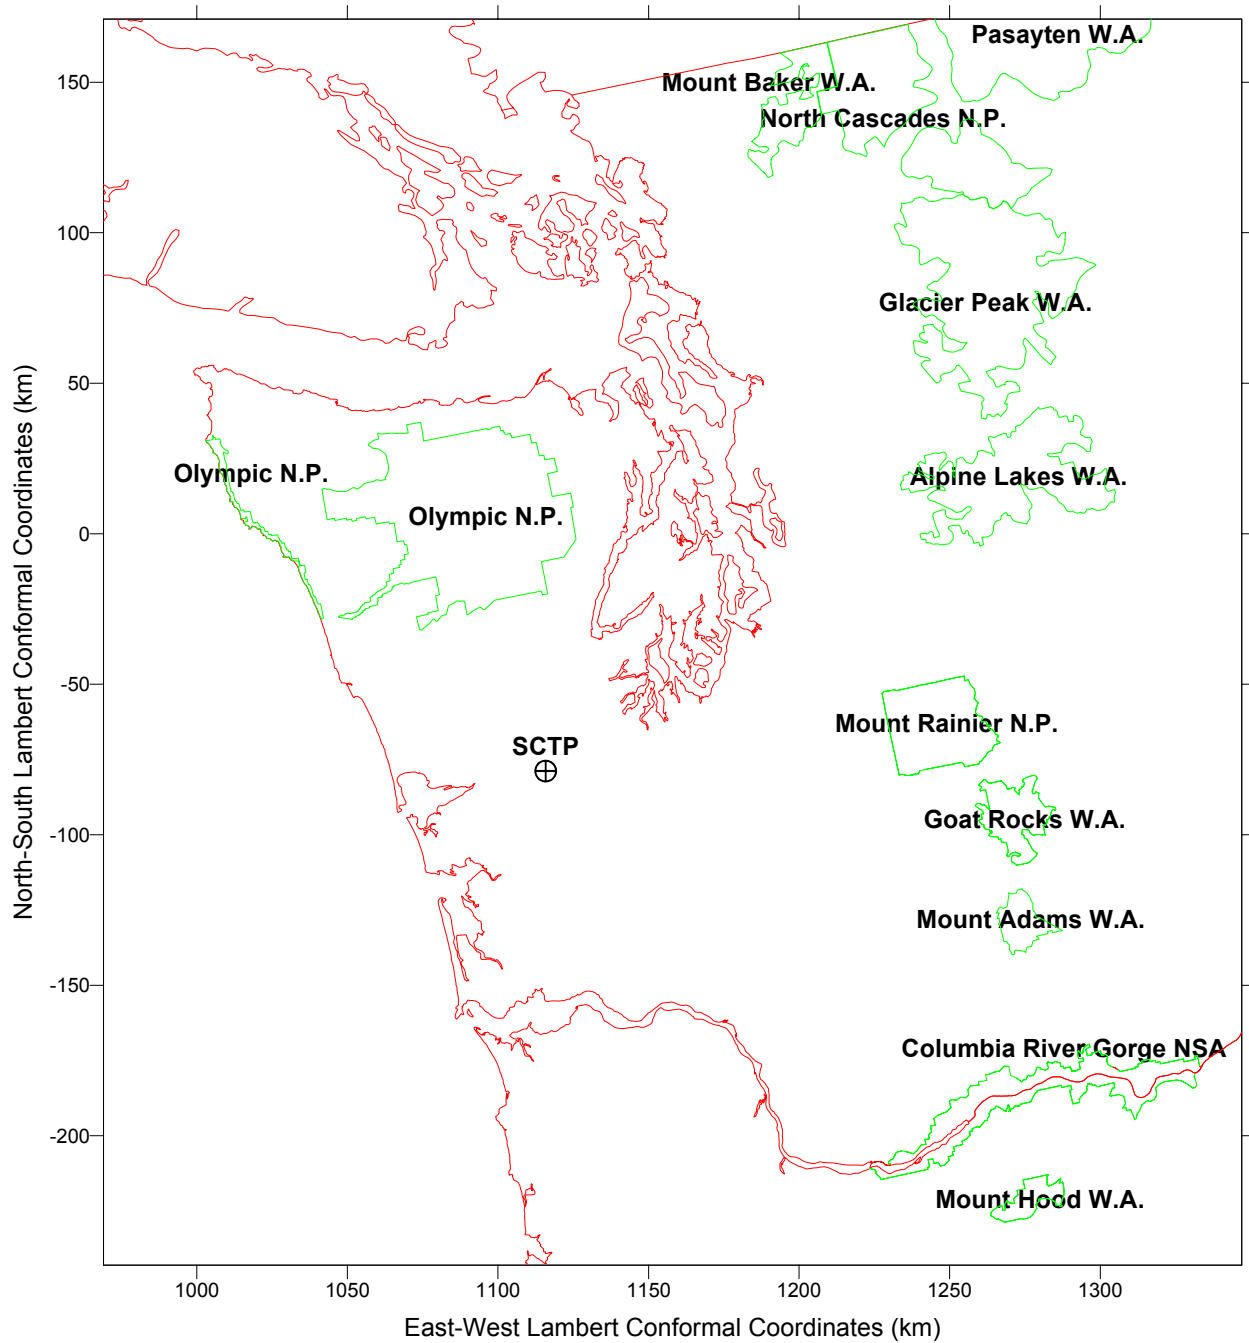 Pasayten W.A.
150
Mount Baker W.A.
North Cascades N.P.
100
Glacier Peak W.A.
50
Olympic N.P.
Alpine Lakes W.A.
Olympic N.P.
0
-50
Mount Rainier N.P.
SCTP
-100
Goat Rocks W.A.
Mount Adams W.A.
-150
Columbia River Gorge NSA
-200
Mount Hood W.A.
North-South Lambert Conformal Coordinates (km)
1000 1050 1100 1150 1200 1250 1300
East-West Lambert Conformal Coordinates (km)